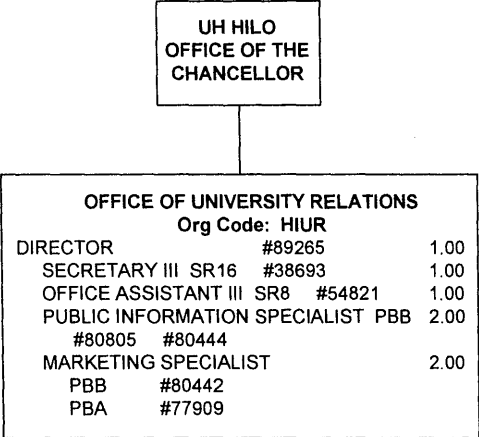 UH HILO
OFFICE OF THE
CHANCELLOR
OFFICE OF UNIVERSITY RELATIONS
Org Code: HIUR
DIRECTOR #89265 1.00
SECRETARY III SR16 #38693 1.00
OFFICE ASSISTANT III SR8 #54821 1.00
PUBLIC INFORMATION SPECIALIST PBB 2.00
#80805 #80444
MARKETING SPECIALIST 2.00
PBB #80442
PBA #77909